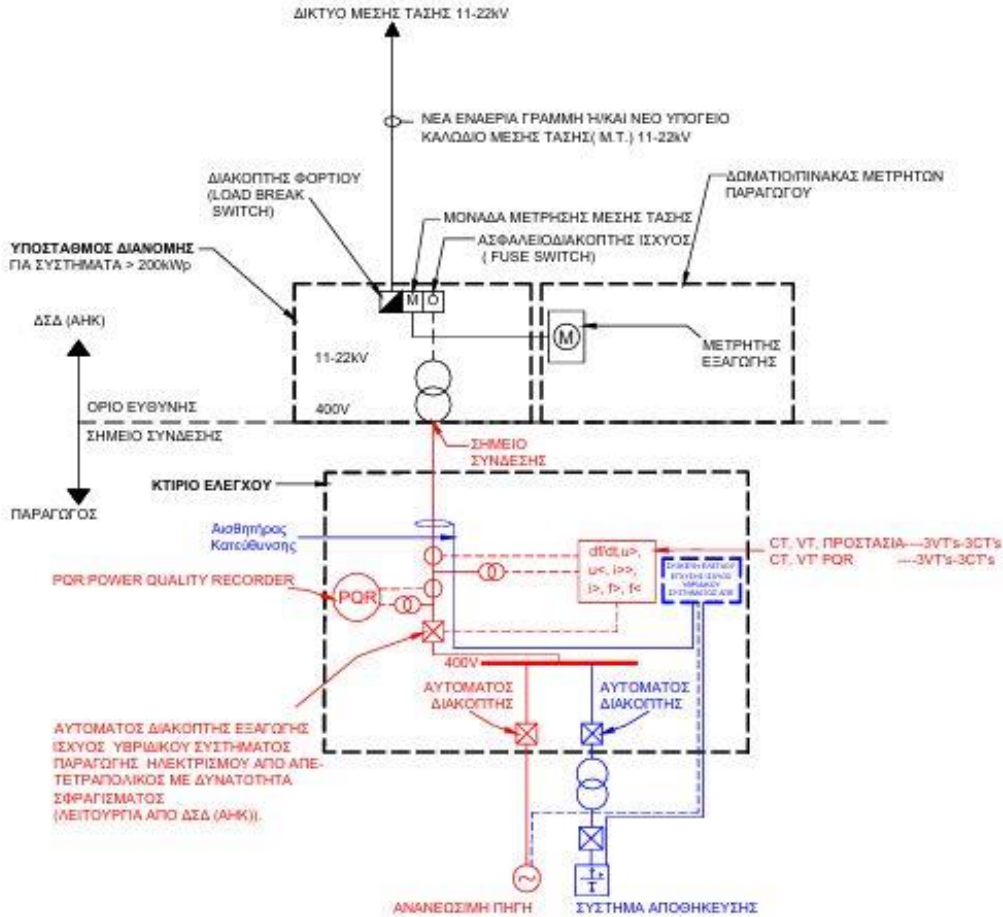 ΔΙΚΤΥΟ ΜΕΣΗΣ ΤΑΣΗΣ 11-22kV
ΝΕΑ ΕΝΑΕΡΙΑ ΓΡΑΜΜΗ Ή/ΚΑΙ ΝΕΟ ΥΠΟΓΕΙΟ
ΚΑΛΩΔΙΟ ΜΕΣΗΣ ΤΑΣΗΣ( Μ.Τ.) 11-22kV
ΔΙΑΚΟΠΤΗΣ ΦΟΡΤΙΟΥ
(LOAD BREAK
SWITCH)
ΔΩΜΑΤΙΟ/ΠΙΝΑΚΑΣ ΜΕΤΡΗΤΩΝ
ΠΑΡΑΓΩΓΟΥ
ΜΟΝΑΔΑ ΜΕΤΡΗΣΗΣ ΜΕΣΗΣ ΤΑΣΗΣ
ΑΣΦΑΛΕΙΟΔΙΑΚΟΠΤΗΣ ΙΣΧΥΟΣ
( FUSE SWITCH)
ΥΠΟΣΤΑΘΜΟΣ ΔΙΑΝΟΜΗΣ
ΓΙΑ ΣΥΣΤΗΜΑΤΑ > 200kWp
M O
ΔΣΔ (ΑΗΚ)
M
ΜΕΤΡΗΤΗΣ
ΕΞΑΓΩΓΗΣ
11-22kV
400V
ΟΡΙΟ ΕΥΘΥΝΗΣ
ΣΗΜΕΙΟ ΣΥΝΔΕΣΗΣ
ΣΗΜΕΙΟ
ΣΥΝΔΕΣΗΣ
ΚΤΙΡΙΟ ΕΛΕΓΧΟΥ
ΠΑΡΑΓΩΓΟΣ
Αισθητήρας
Κατεύθυνσης
df/dt,u>,
u<, i>>,
i>, f>, f<
CT, VT, ΠΡΟΣΤΑΣΙΑ----3VT's-3CT's
CT, VT' PQR ----3VT's-3CT's
PQR:POWER QUALITY RECORDER
PQR
400V
ΑΥΤΟΜΑΤΟΣ
ΔΙΑΚΟΠΤΗΣ
ΑΥΤΟΜΑΤΟΣ
ΔΙΑΚΟΠΤΗΣ
ΑΥΤΟΜΑΤΟΣ ΔΙΑΚΟΠΤΗΣ ΕΞΑΓΩΓΗΣ
ΙΣΧΥΟΣ ΥΒΡΙΔΙΚΟΥ ΣΥΣΤΗΜΑΤΟΣ
ΠΑΡΑΓΩΓΗΣ ΗΛΕΚΤΡΙΣΜΟΥ ΑΠΟ ΑΠΕ-
ΤΕΤΡΑΠΟΛΙΚΟΣ ΜΕ ΔΥΝΑΤΟΤΗΤΑ
ΣΦΡΑΓΙΣΜΑΤΟΣ
(ΛΕΙΤΟΥΡΓΙΑ ΑΠΟ ΔΣΔ (ΑΗΚ)).
ΑΝΑΝΕΩΣΙΜΗ ΠΗΓΗ
ΣΥΣΤΗΜΑ ΑΠΟΘΗΚΕΥΣΗΣ